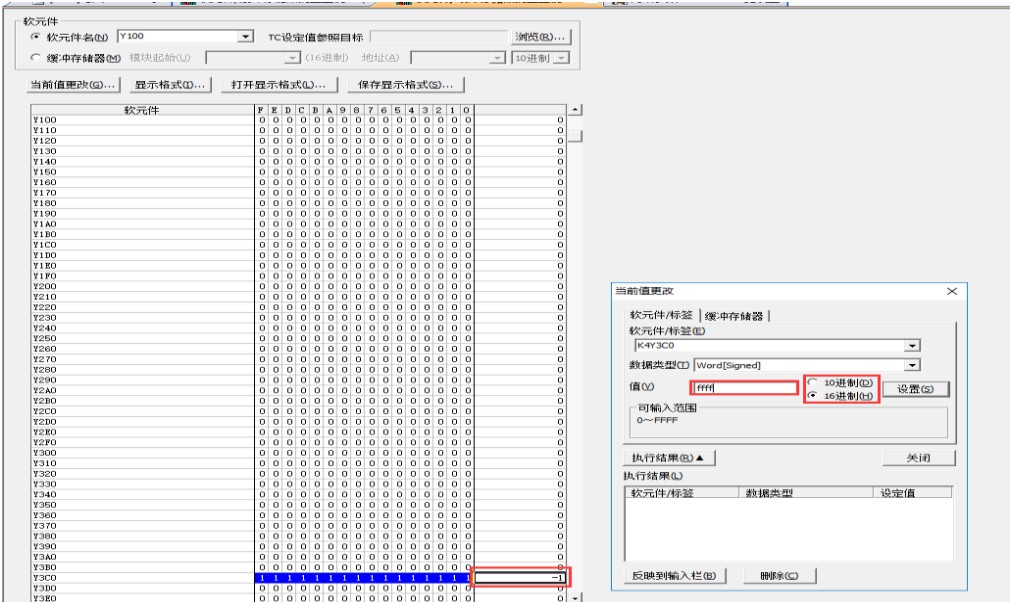 软元件
软元件名(N) Y100 TC设定值参照目标 浏览(B)...
缓冲存储器(M) 模块起始(U) (16进制) 地址(A) 10进制
当前值更改(G)... 显示格式(O)... 打开显示格式(L)... 保存显示格式(S)...
软元件 F E D C B A 9 8 7 6 5 4 3 2 1 0
Y100 0 0 0 0 0 0 0 0 0 0 0 0 0 0 0 0 0
Y110 0 0 0 0 0 0 0 0 0 0 0 0 0 0 0 0 0
Y120 0 0 0 0 0 0 0 0 0 0 0 0 0 0 0 0 0
Y130 0 0 0 0 0 0 0 0 0 0 0 0 0 0 0 0 0
Y140 0 0 0 0 0 0 0 0 0 0 0 0 0 0 0 0 0
Y150 0 0 0 0 0 0 0 0 0 0 0 0 0 0 0 0 0
Y160 0 0 0 0 0 0 0 0 0 0 0 0 0 0 0 0 0
Y170 0 0 0 0 0 0 0 0 0 0 0 0 0 0 0 0 0
Y180 0 0 0 0 0 0 0 0 0 0 0 0 0 0 0 0 0
Y190 0 0 0 0 0 0 0 0 0 0 0 0 0 0 0 0 0
Y1A0 0 0 0 0 0 0 0 0 0 0 0 0 0 0 0 0 0
Y1B0 0 0 0 0 0 0 0 0 0 0 0 0 0 0 0 0 0
Y1C0 0 0 0 0 0 0 0 0 0 0 0 0 0 0 0 0 0
Y1D0 0 0 0 0 0 0 0 0 0 0 0 0 0 0 0 0 0
Y1E0 0 0 0 0 0 0 0 0 0 0 0 0 0 0 0 0 0
Y1F0 0 0 0 0 0 0 0 0 0 0 0 0 0 0 0 0 0
Y200 0 0 0 0 0 0 0 0 0 0 0 0 0 0 0 0 0
Y210 0 0 0 0 0 0 0 0 0 0 0 0 0 0 0 0 0
Y220 0 0 0 0 0 0 0 0 0 0 0 0 0 0 0 0 0
Y230 0 0 0 0 0 0 0 0 0 0 0 0 0 0 0 0 0
Y240 0 0 0 0 0 0 0 0 0 0 0 0 0 0 0 0 0
Y250 0 0 0 0 0 0 0 0 0 0 0 0 0 0 0 0 0
Y260 0 0 0 0 0 0 0 0 0 0 0 0 0 0 0 0 0
Y270 0 0 0 0 0 0 0 0 0 0 0 0 0 0 0 0 0
Y280 0 0 0 0 0 0 0 0 0 0 0 0 0 0 0 0 0
Y290 0 0 0 0 0 0 0 0 0 0 0 0 0 0 0 0 0
Y2A0 0 0 0 0 0 0 0 0 0 0 0 0 0 0 0 0 0
Y2B0 0 0 0 0 0 0 0 0 0 0 0 0 0 0 0 0 0
Y2C0 0 0 0 0 0 0 0 0 0 0 0 0 0 0 0 0 0
Y2D0 0 0 0 0 0 0 0 0 0 0 0 0 0 0 0 0 0
Y2E0 0 0 0 0 0 0 0 0 0 0 0 0 0 0 0 0 0
Y2F0 0 0 0 0 0 0 0 0 0 0 0 0 0 0 0 0 0
Y300 0 0 0 0 0 0 0 0 0 0 0 0 0 0 0 0 0
Y310 0 0 0 0 0 0 0 0 0 0 0 0 0 0 0 0 0
Y320 0 0 0 0 0 0 0 0 0 0 0 0 0 0 0 0 0
Y330 0 0 0 0 0 0 0 0 0 0 0 0 0 0 0 0 0
Y340 0 0 0 0 0 0 0 0 0 0 0 0 0 0 0 0 0
Y350 0 0 0 0 0 0 0 0 0 0 0 0 0 0 0 0 0
Y360 0 0 0 0 0 0 0 0 0 0 0 0 0 0 0 0 0
Y370 0 0 0 0 0 0 0 0 0 0 0 0 0 0 0 0 0
Y380 0 0 0 0 0 0 0 0 0 0 0 0 0 0 0 0 0
Y390 0 0 0 0 0 0 0 0 0 0 0 0 0 0 0 0 0
Y3A0 0 0 0 0 0 0 0 0 0 0 0 0 0 0 0 0 0
Y3B0 0 0 0 0 0 0 0 0 0 0 0 0 0 0 0 0 0
Y3C0 1 1 1 1 1 1 1 1 1 1 1 1 1 1 1 1 -1
Y3D0 0 0 0 0 0 0 0 0 0 0 0 0 0 0 0 0 0
Y3E0 0 0 0 0 0 0 0 0 0 0 0 0 0 0 0 0 0
当前值更改
软元件/标签 缓冲存储器
软元件/标签(E)
K4Y3C0
数据类型(T) Word[Signed]
值(V) ffff 10进制(D) 设置(S)
16进制(H)
可输入范围
0～FFFF
执行结果(R)▲ 关闭
执行结果(L)
软元件/标签 数据类型 设定值
反映到输入栏(B) 删除(C)